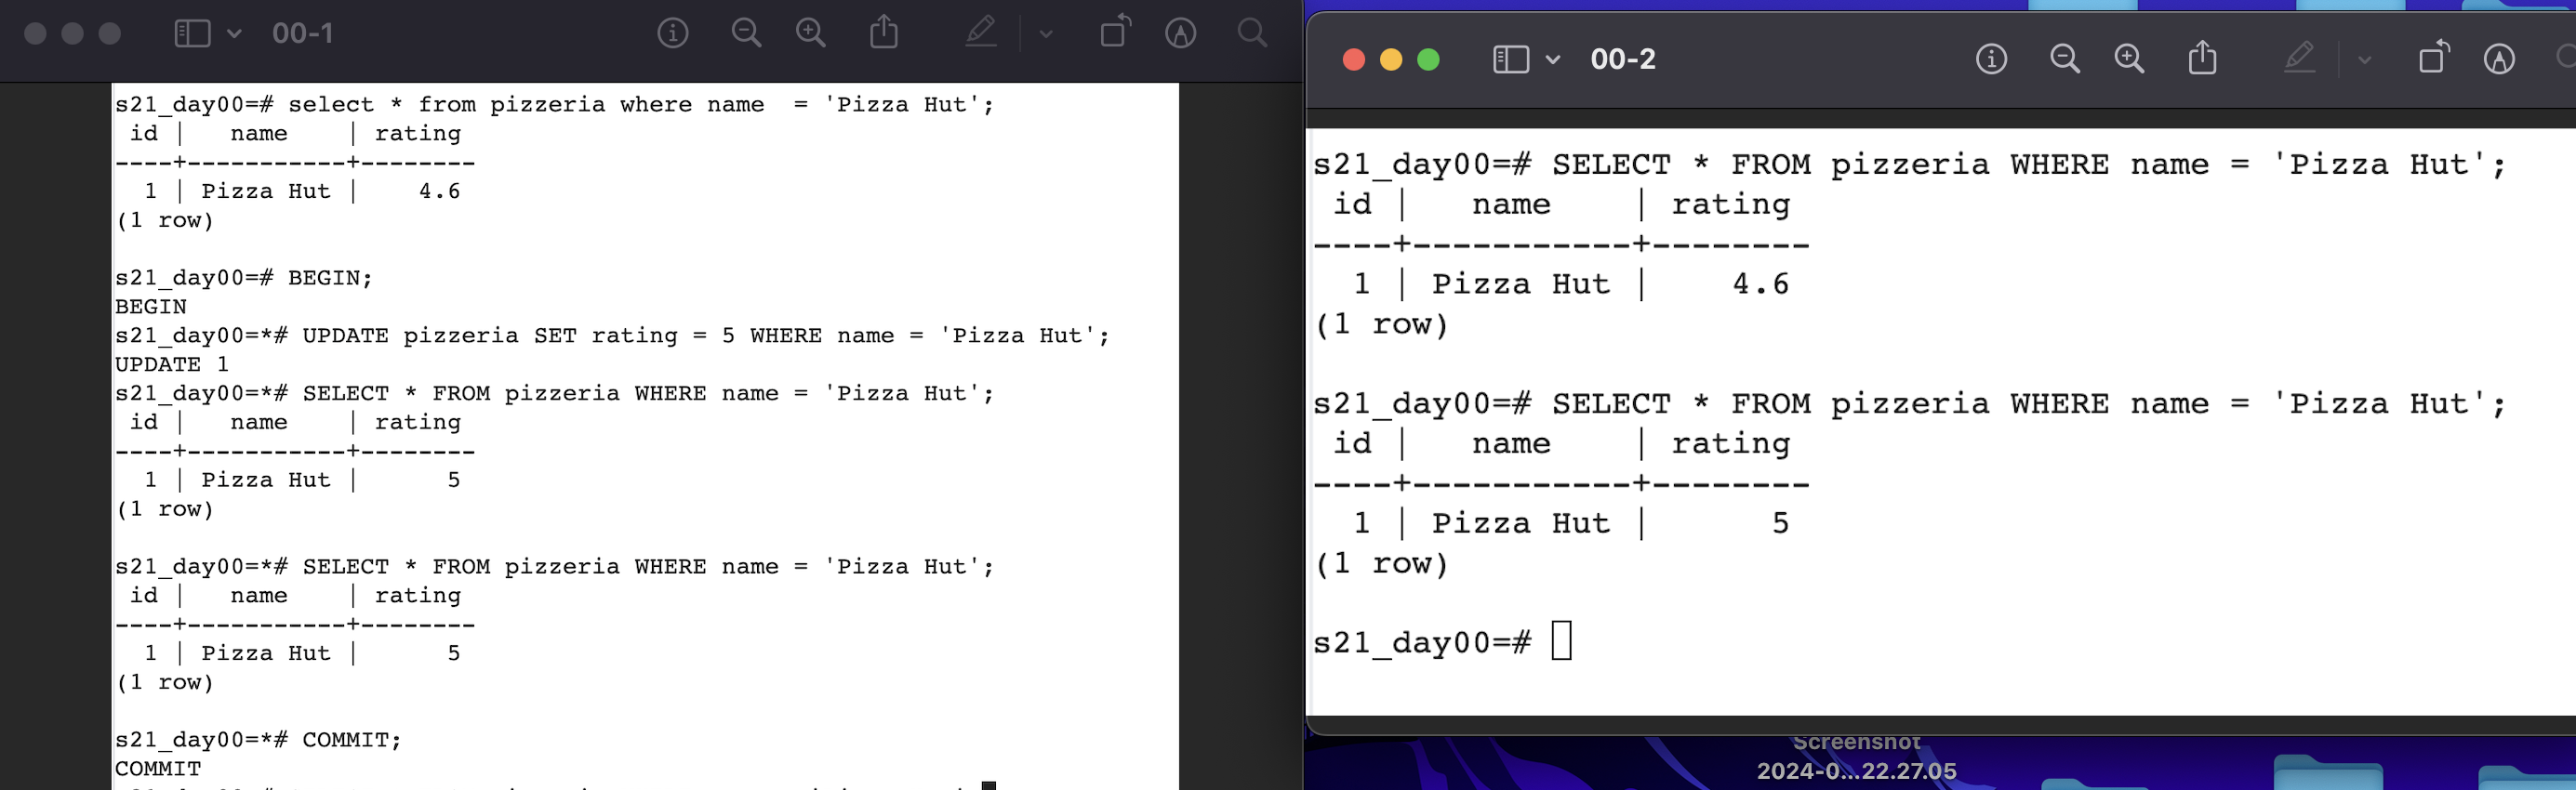 00-1
s21_day00=# select * from pizzeria where name  = 'Pizza Hut';
 id |   name    | rating
----+-----------+--------
  1 | Pizza Hut |    4.6
(1 row)
s21_day00=# BEGIN;
BEGIN
s21_day00=*# UPDATE pizzeria SET rating = 5 WHERE name = 'Pizza Hut';
UPDATE 1
s21_day00=*# SELECT * FROM pizzeria WHERE name = 'Pizza Hut';
 id |   name    | rating
----+-----------+--------
  1 | Pizza Hut |      5
(1 row)
s21_day00=*# SELECT * FROM pizzeria WHERE name = 'Pizza Hut';
 id |   name    | rating
----+-----------+--------
  1 | Pizza Hut |      5
(1 row)
s21_day00=*# COMMIT;
COMMIT
00-2
s21_day00=# SELECT * FROM pizzeria WHERE name = 'Pizza Hut';
 id |   name    | rating
----+-----------+--------
  1 | Pizza Hut |    4.6
(1 row)
s21_day00=# SELECT * FROM pizzeria WHERE name = 'Pizza Hut';
 id |   name    | rating
----+-----------+--------
  1 | Pizza Hut |      5
(1 row)
s21_day00=#
Screenshot
2024-0...22.27.05